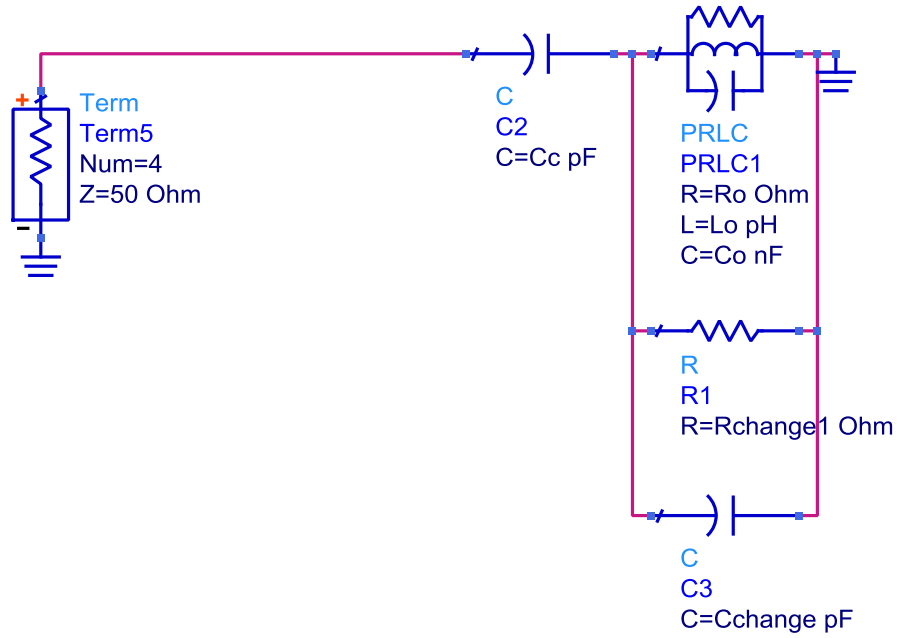 Term
Term5
Num=4
Z=50 Ohm
C
C2
C=Cc pF
PRLC
PRLC1
R=Ro Ohm
L=Lo pH
C=Co nF
R
R1
R=Rchange1 Ohm
C
C3
C=Cchange pF